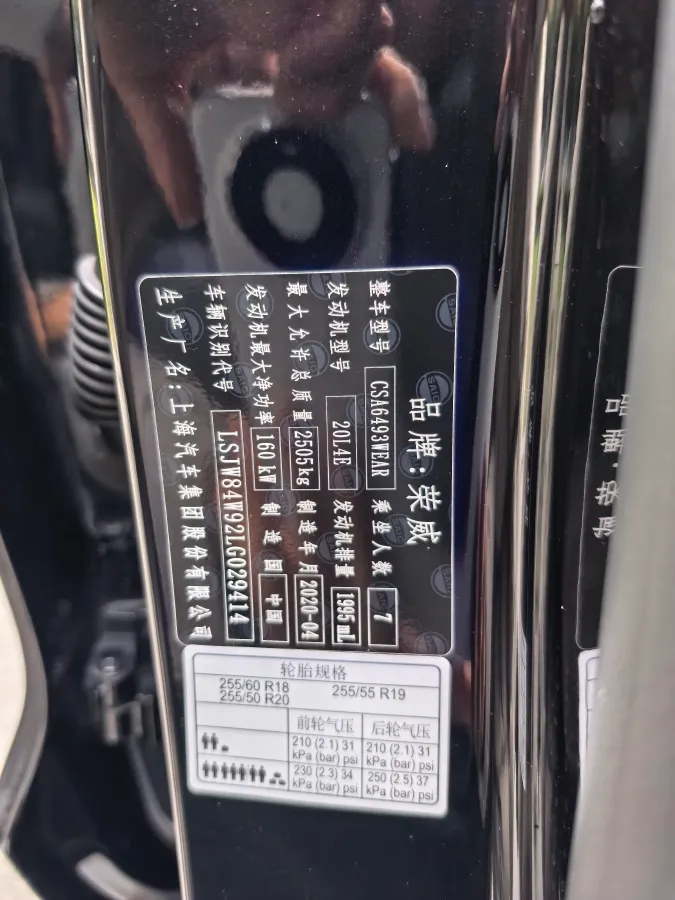 品牌:荣威
整车型号 CSA6493WEAR 乘坐人数 7
发动机型号 20L4E 发动机排量 1995mL
最大允许总质量 2505kg 制造年月 2020-04
发动机最大净功率 160 kW 制造国 中国
车辆识别代号 LSJW84W92LG029414
生产厂名:上海汽车集团股份有限公司
轮胎规格
255/60 R18 255/55 R19
255/50 R20
前轮气压 后轮气压
210 (2.1) 31 210 (2.1) 31
kPa (bar) psi kPa (bar) psi
230 (2.3) 34 250 (2.5) 37
kPa (bar) psi kPa (bar) psi